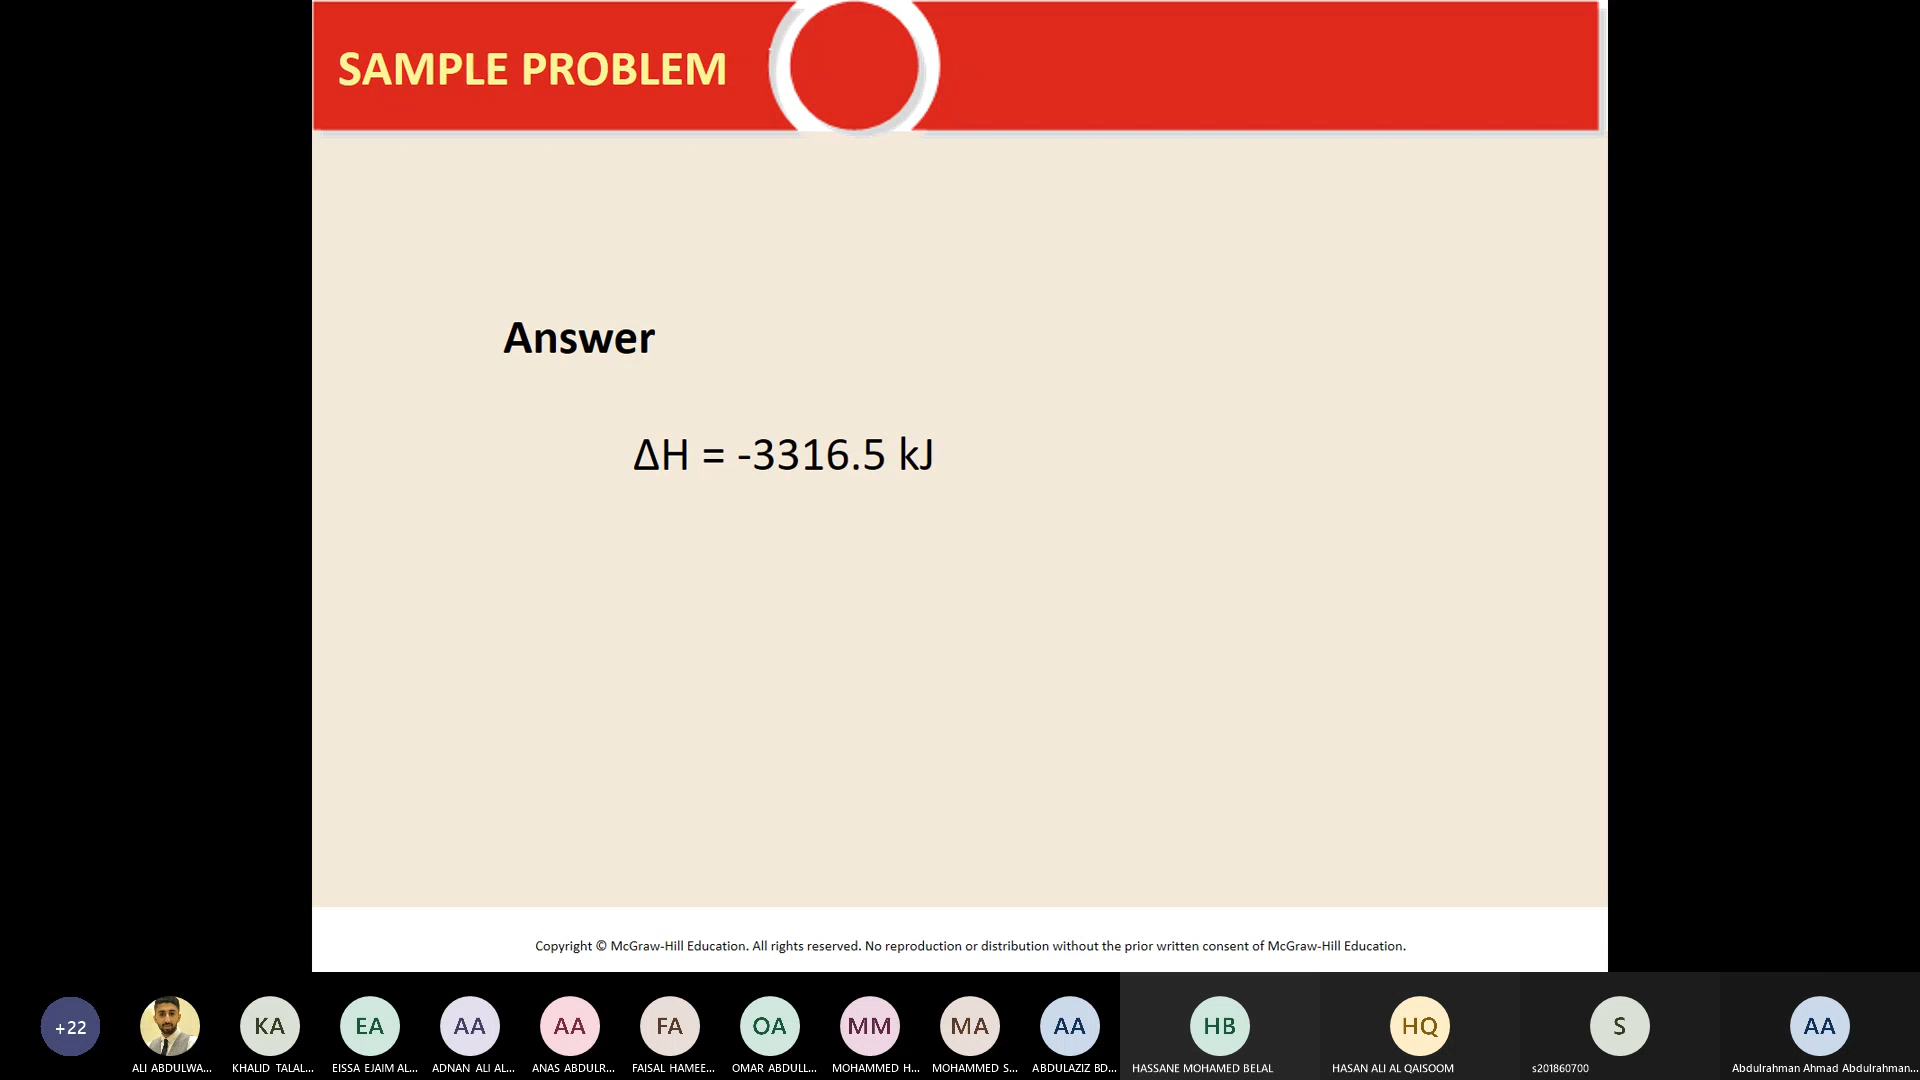 SAMPLE PROBLEM
Answer
ΔH = -3316.5 kJ
Copyright © McGraw-Hill Education. All rights reserved. No reproduction or distribution without the prior written consent of McGraw-Hill Education.
+22
KA
EA
AA
AA
FA
OA
MM
MA
AA
HB
HQ
S
AA
ALI ABDULWA...
KHALID TALAL...
EISSA EJAIM AL...
ADNAN ALI AL...
ANAS ABDULR...
FAISAL HAMEE...
OMAR ABDULL...
MOHAMMED H...
MOHAMMED S...
ABDULAZIZ BD...
HASSANE MOHAMED BELAL
HASAN ALI AL QAISOOM
s201860700
Abdulrahman Ahmad Abdulrahman...